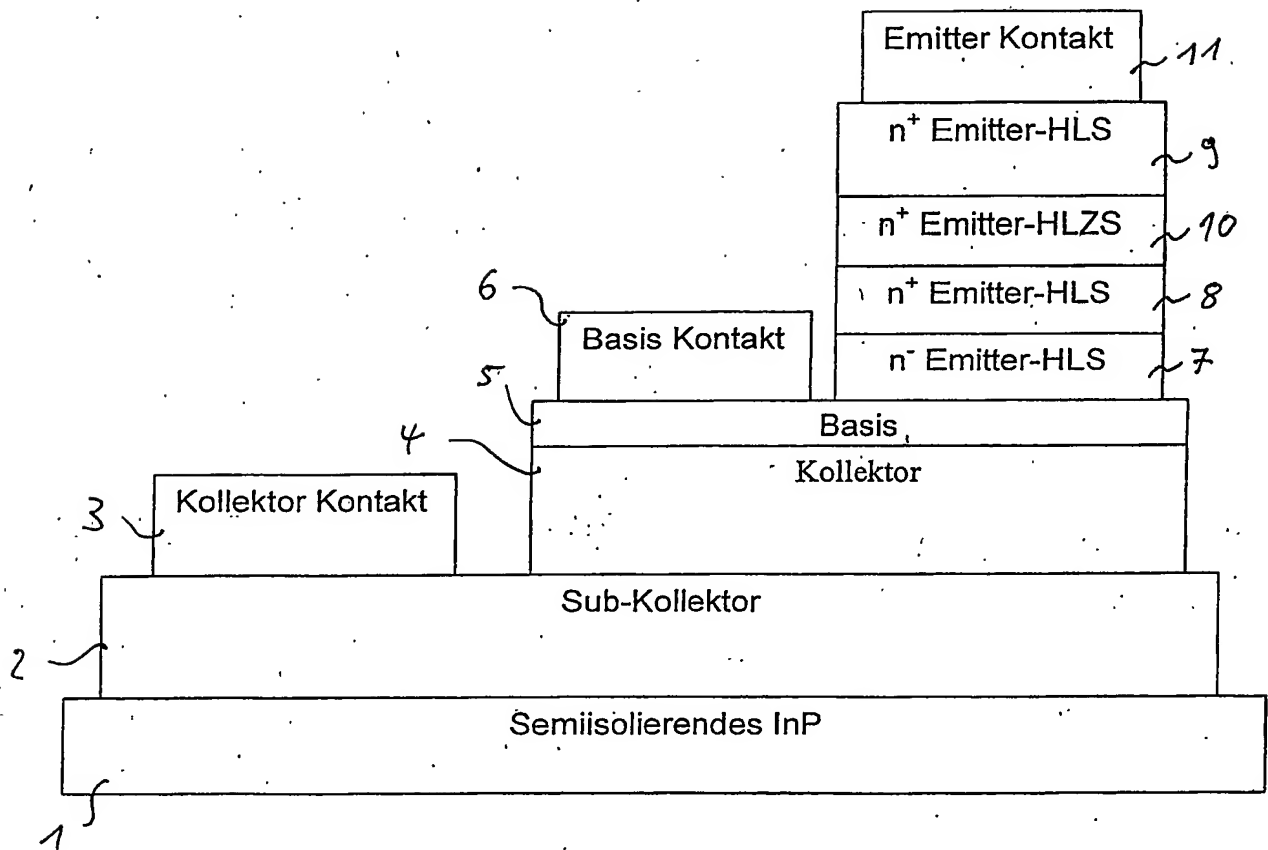 Emitter Kontakt
11
n⁺ Emitter-HLS
9
n⁺ Emitter-HLZS
10
6
n⁺ Emitter-HLS
8
Basis Kontakt
n⁻ Emitter-HLS
7
5
Basis
4
Kollektor
Kollektor Kontakt
3
Sub-Kollektor
2
Semiisolierendes InP
1